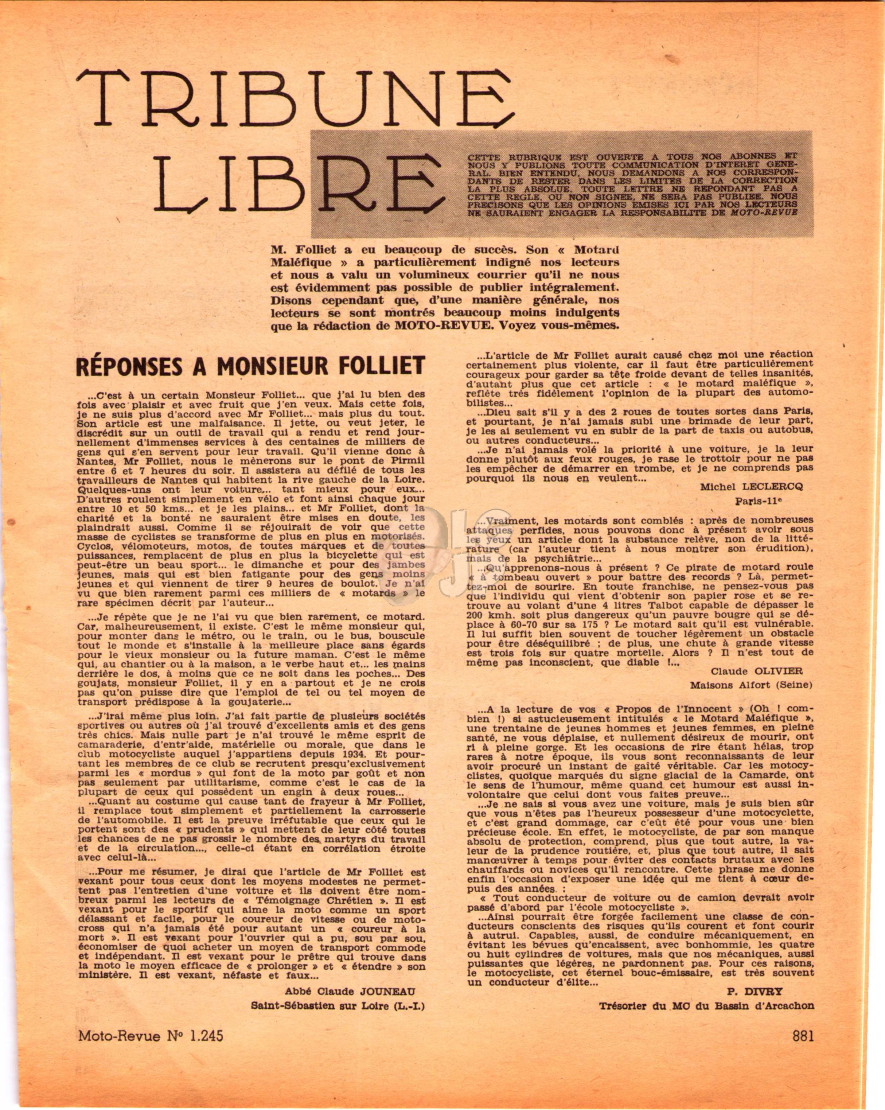 TRIBUNE
LIBRE
CETTE RUBRIQUE EST OUVERTE A TOUS NOS ABONNES ET
NOUS Y PUBLIONS TOUTE COMMUNICATION D'INTERET GENE-
RAL. BIEN ENTENDU, NOUS DEMANDONS A NOS CORRESPON-
DANTS DE RESTER DANS LES LIMITES DE LA CORRECTION
LA PLUS ABSOLUE. TOUTE LETTRE NE REPONDANT PAS A
CETTE REGLE, OU NON SIGNEE, NE SERA PAS PUBLIEE. NOUS
PRECISONS QUE LES OPINIONS EMISES ICI PAR NOS LECTEURS
NE SAURAIENT ENGAGER LA RESPONSABILITE DE MOTO-REVUE
M. Folliet a eu beaucoup de succès. Son « Motard
Maléfique » a particulièrement indigné nos lecteurs
et nous a valu un volumineux courrier qu'il ne nous
est évidemment pas possible de publier intégralement.
Disons cependant que, d'une manière générale, nos
lecteurs se sont montrés beaucoup moins indulgents
que la rédaction de MOTO-REVUE. Voyez vous-mêmes.
RÉPONSES A MONSIEUR FOLLIET
...C'est à un certain Monsieur Folliet... que j'ai lu bien des
fois avec plaisir et avec fruit que j'en veux. Mais cette fois,
je ne suis plus d'accord avec Mr Folliet... mais plus du tout.
Son article est une malfaisance. Il jette, ou veut jeter, le
discrédit sur un outil de travail qui a rendu et rend jour-
nellement d'immenses services à des centaines de milliers de
gens qui s'en servent pour leur travail. Qu'il vienne donc à
Nantes, Mr Folliet, nous le mènerons sur le pont de Pirmil
entre 6 et 7 heures du soir. Il assistera au défilé de tous les
travailleurs de Nantes qui habitent la rive gauche de la Loire.
Quelques-uns ont leur voiture... tant mieux pour eux...
D'autres roulent simplement en vélo et font ainsi chaque jour
entre 10 et 50 kms... et je les plains... et Mr Folliet, dont la
charité et la bonté ne sauraient être mises en doute, les
plaindrait aussi. Comme il se réjouirait de voir que cette
masse de cyclistes se transforme de plus en plus en motorisés.
Cyclos, vélomoteurs, motos, de toutes marques et de toutes
puissances, remplacent de plus en plus la bicyclette qui est
peut-être un beau sport... le dimanche et pour des jambes
jeunes, mais qui est bien fatigante pour des gens moins
jeunes et qui viennent de tirer 9 heures de boulot. Je n'ai
vu que bien rarement parmi ces milliers de « motards » le
rare spécimen décrit par l'auteur...
...Je répète que je ne l'ai vu que bien rarement, ce motard.
Car, malheureusement, il existe. C'est le même monsieur qui,
pour monter dans le métro, ou le train, ou le bus, bouscule
tout le monde et s'installe à la meilleure place sans égards
pour le vieux monsieur ou la future maman. C'est le même
qui, au chantier ou à la maison, a le verbe haut et... les mains
derrière le dos, à moins que ce ne soit dans les poches... Des
goujats, monsieur Folliet, il y en a partout et je ne crois
pas qu'on puisse dire que l'emploi de tel ou tel moyen de
transport prédispose à la goujaterie...
...J'irai même plus loin. J'ai fait partie de plusieurs sociétés
sportives ou autres où j'ai trouvé d'excellents amis et des gens
très chics. Mais nulle part je n'ai trouvé le même esprit de
camaraderie, d'entr'aide, matérielle ou morale, que dans le
club motocycliste auquel j'appartiens depuis 1934. Et pour-
tant les membres de ce club se recrutent presqu'exclusivement
parmi les « mordus » qui font de la moto par goût et non
pas seulement par utilitarisme, comme c'est le cas de la
plupart de ceux qui possèdent un engin à deux roues...
...Quant au costume qui cause tant de frayeur à Mr Folliet,
il remplace tout simplement et partiellement la carrosserie
de l'automobile. Il est la preuve irréfutable que ceux qui le
portent sont des « prudents » qui mettent de leur côté toutes
les chances de ne pas grossir le nombre des martyrs du travail
et de la circulation..., celle-ci étant en corrélation étroite
avec celui-là...
...Pour me résumer, je dirai que l'article de Mr Folliet est
vexant pour tous ceux dont les moyens modestes ne permet-
tent pas l'entretien d'une voiture et ils doivent être nom-
breux parmi les lecteurs de « Témoignage Chrétien ». Il est
vexant pour le sportif qui aime la moto comme un sport
délassant et facile, pour le coureur de vitesse ou de moto-
cross qui n'a jamais été pour autant un « coureur à la
mort ». Il est vexant pour l'ouvrier qui a pu, sou par sou,
économiser de quoi acheter un moyen de transport commode
et indépendant. Il est vexant pour le prêtre qui trouve dans
la moto le moyen efficace de « prolonger » et « étendre » son
ministère. Il est vexant, néfaste et faux...
Abbé Claude JOUNEAU
Saint-Sébastien sur Loire (L.-I.)
...L'article de Mr Folliet aurait causé chez moi une réaction
certainement plus violente, car il faut être particulièrement
courageux pour garder sa tête froide devant de telles insanités,
d'autant plus que cet article : « le motard maléfique »,
reflète très fidèlement l'opinion de la plupart des automo-
bilistes...
...Dieu sait s'il y a des 2 roues de toutes sortes dans Paris,
et pourtant, je n'ai jamais subi une brimade de leur part,
je les ai seulement vu en subir de la part de taxis ou autobus,
ou autres conducteurs...
...Je n'ai jamais volé la priorité à une voiture, je la leur
donne plutôt aux feux rouges, je rase le trottoir pour ne pas
les empêcher de démarrer en trombe, et je ne comprends pas
pourquoi ils nous en veulent...
Michel LECLERCQ
Paris-11e
...Vraiment, les motards sont comblés : après de nombreuses
attaques perfides, nous pouvons donc à présent avoir sous
les yeux un article dont la substance relève, non de la litté-
rature (car l'auteur tient à nous montrer son érudition),
mais de la psychiâtrie...
...Qu'apprenons-nous à présent ? Ce pirate de motard roule
« à tombeau ouvert » pour battre des records ? Là, permet-
tez-moi de sourire. En toute franchise, ne pensez-vous pas
que l'individu qui vient d'obtenir son papier rose et se re-
trouve au volant d'une 4 litres Talbot capable de dépasser le
200 kmh. soit plus dangereux qu'un pauvre bougre qui se dé-
place à 60-70 sur sa 175 ? Le motard sait qu'il est vulnérable.
Il lui suffit bien souvent de toucher légèrement un obstacle
pour être déséquilibré ; de plus, une chute à grande vitesse
est trois fois sur quatre mortelle. Alors ? Il n'est tout de
même pas inconscient, que diable !...
Claude OLIVIER
Maisons Alfort (Seine)
...A la lecture de vos « Propos de l'Innocent » (Oh ! com-
bien !) si astucieusement intitulés « le Motard Maléfique »,
une trentaine de jeunes hommes et jeunes femmes, en pleine
santé, ne vous déplaise, et nullement désireux de mourir, ont
ri à pleine gorge. Et les occasions de rire étant hélas, trop
rares à notre époque, ils vous sont reconnaissants de leur
avoir procuré un instant de gaîté véritable. Car les motocy-
clistes, quoique marqués du signe glacial de la Camarde, ont
le sens de l'humour, même quand cet humour est aussi in-
volontaire que celui dont vous faites preuve...
...Je ne sais si vous avez une voiture, mais je suis bien sûr
que vous n'êtes pas l'heureux possesseur d'une motocyclette,
et c'est grand dommage, car c'eût été pour vous une bien
précieuse école. En effet, le motocycliste, de par son manque
absolu de protection, comprend, plus que tout autre, la va-
leur de la prudence routière, et, plus que tout autre, il sait
manœuvrer à temps pour éviter des contacts brutaux avec les
chauffards ou novices qu'il rencontre. Cette phrase me donne
enfin l'occasion d'exposer une idée qui me tient à cœur de-
puis des années :
« Tout conducteur de voiture ou de camion devrait avoir
passé d'abord par l'école motocycliste ».
...Ainsi pourrait être forgée facilement une classe de con-
ducteurs conscients des risques qu'ils courent et font courir
à autrui. Capables, aussi, de conduire mécaniquement, en
évitant les bévues qu'encaissent, avec bonhommie, les quatre
ou huit cylindres de voitures, mais que nos mécaniques, aussi
puissantes que légères, ne pardonnent pas. Pour ces raisons,
le motocycliste, cet éternel bouc-émissaire, est très souvent
un conducteur d'élite...
P. DIVRY
Trésorier du MC du Bassin d'Arcachon
Moto-Revue N° 1.245
881